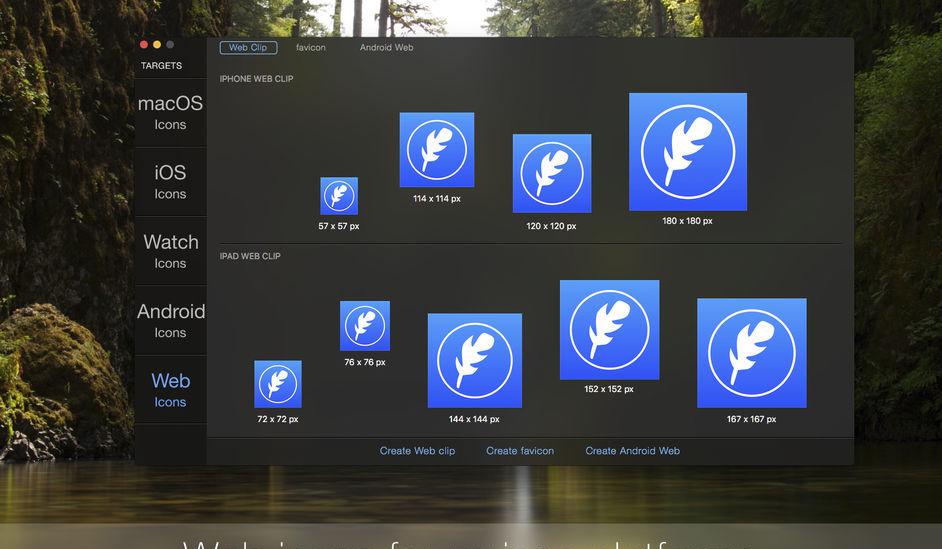 Web Clip favicon Android Web
TARGETS
macOS
Icons
iOS
Icons
Watch
Icons
Android
Icons
Web
Icons
IPHONE WEB CLIP
57 x 57 px
114 x 114 px
120 x 120 px
180 x 180 px
IPAD WEB CLIP
72 x 72 px
76 x 76 px
144 x 144 px
152 x 152 px
167 x 167 px
Create Web clip Create favicon Create Android Web